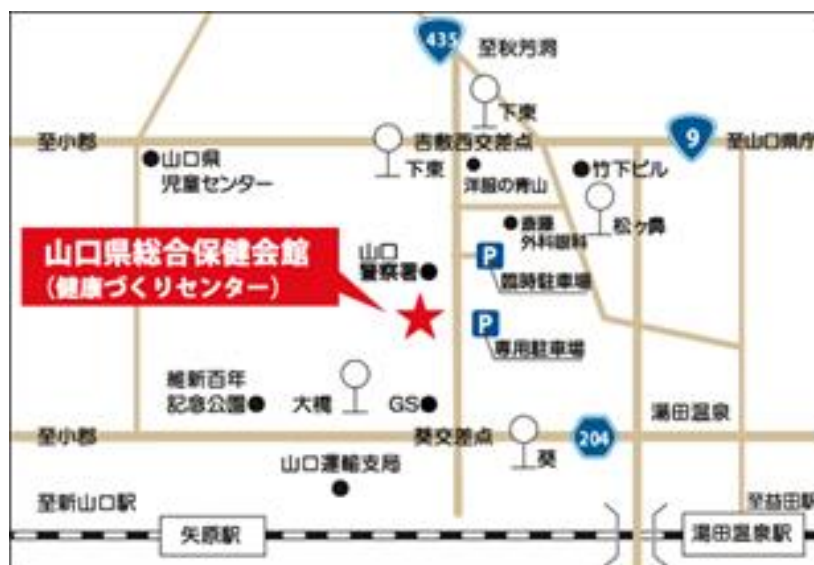 435
至秋芳洞
下東
至小郡
吉敷西交差点
9
至山口県庁
山口県
児童センター
下東
洋服の青山
竹下ビル
斎藤
外科眼科
松ヶ鼻
山口県総合保健会館
(健康づくりセンター)
山口
警察署
P
臨時駐車場
P
専用駐車場
維新百年
記念公園
大橋
GS
湯田温泉
至小郡
葵交差点
204
葵
山口運輸支局
至新山口駅
至益田駅
矢原駅
湯田温泉駅